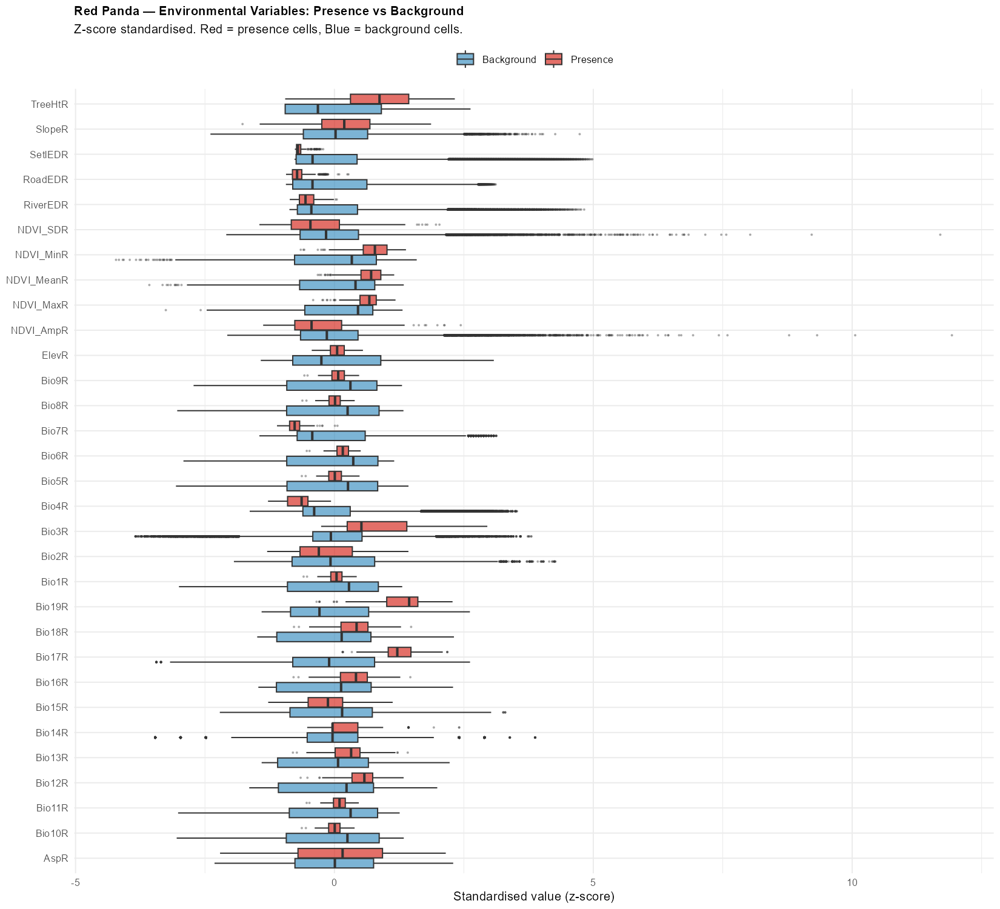 Red Panda — Environmental Variables: Presence vs Background
Z-score standardised. Red = presence cells, Blue = background cells.
Background Presence
TreeHtR
SlopeR
SetlEDR
RoadEDR
RiverEDR
NDVI_SDR
NDVI_MinR
NDVI_MeanR
NDVI_MaxR
NDVI_AmpR
ElevR
Bio9R
Bio8R
Bio7R
Bio6R
Bio5R
Bio4R
Bio3R
Bio2R
Bio1R
Bio19R
Bio18R
Bio17R
Bio16R
Bio15R
Bio14R
Bio13R
Bio12R
Bio11R
Bio10R
AspR
-5 0 5 10
Standardised value (z-score)